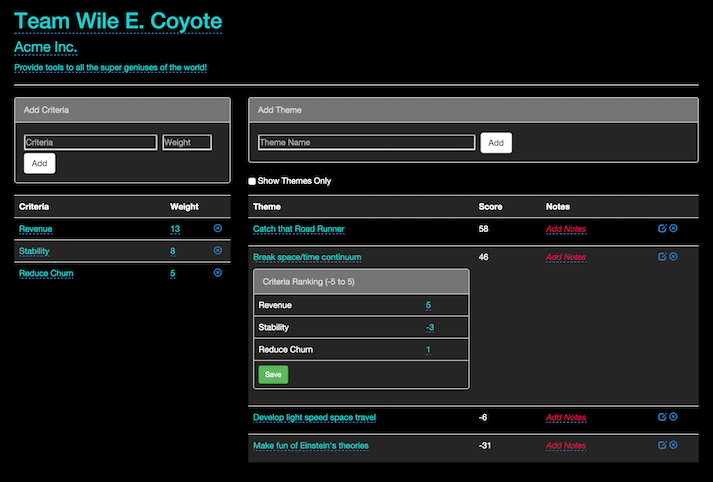 Team Wile E. Coyote
Acme Inc.
Provide tools to all the super geniuses of the world!
Add Criteria
Criteria Weight
Add
Criteria Weight
Revenue 13
Stability 8
Reduce Churn 5
Add Theme
Theme Name Add
Show Themes Only
Theme Score Notes
Catch that Road Runner 58 Add Notes
Break space/time continuum 46 Add Notes
Criteria Ranking (-5 to 5)
Revenue 5
Stability -3
Reduce Churn 1
Save
Develop light speed space travel -6 Add Notes
Make fun of Einstein's theories -31 Add Notes